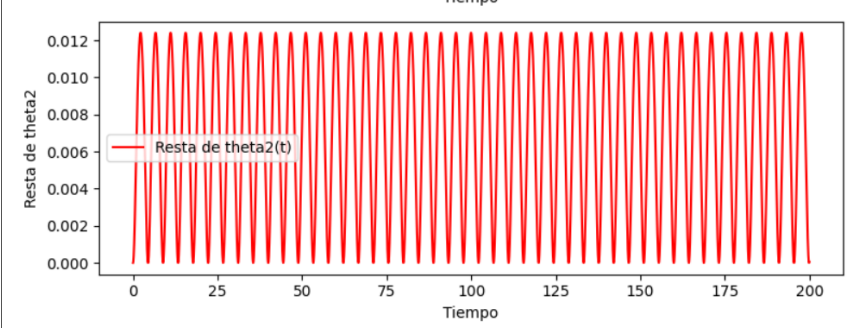 Tiempo
0.012
0.010
0.008
0.006
0.004
0.002
0.000
Resta de theta2
Resta de theta2(t)
0 25 50 75 100 125 150 175 200
Tiempo